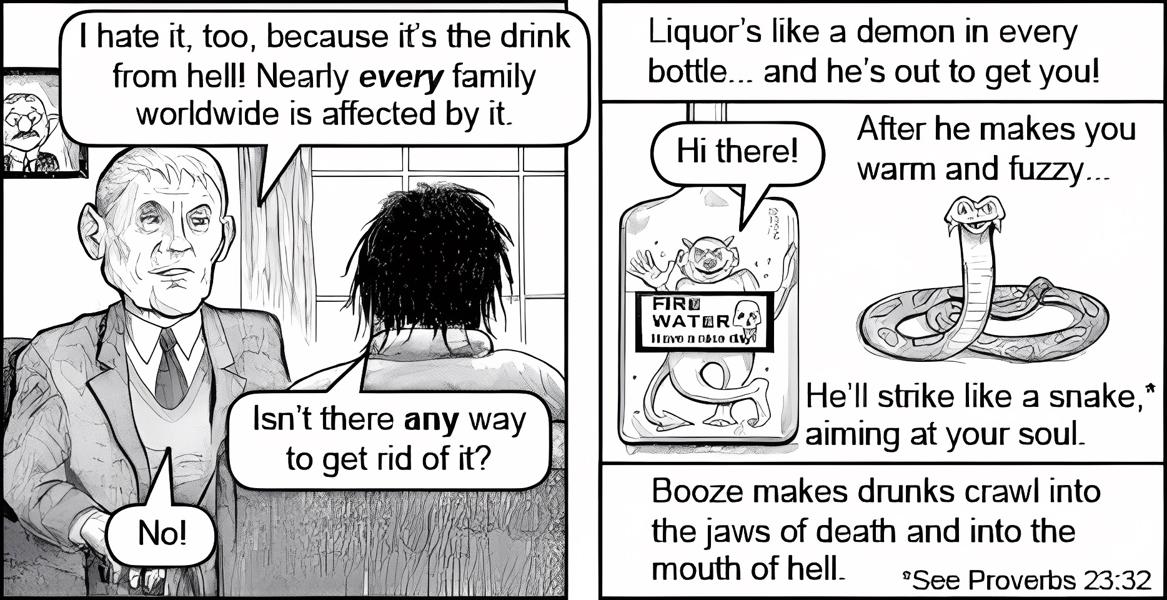 I hate it, too, because it's the drink
from hell! Nearly every family
worldwide is affected by it.
Isn't there any way
to get rid of it?
No!
Liquor's like a demon in every
bottle... and he's out to get you!
Hi there!
After he makes you
warm and fuzzy...
FIRE
WATER
He'll strike like a snake,*
aiming at your soul.
Booze makes drunks crawl into
the jaws of death and into the
mouth of hell.
*See Proverbs 23:32